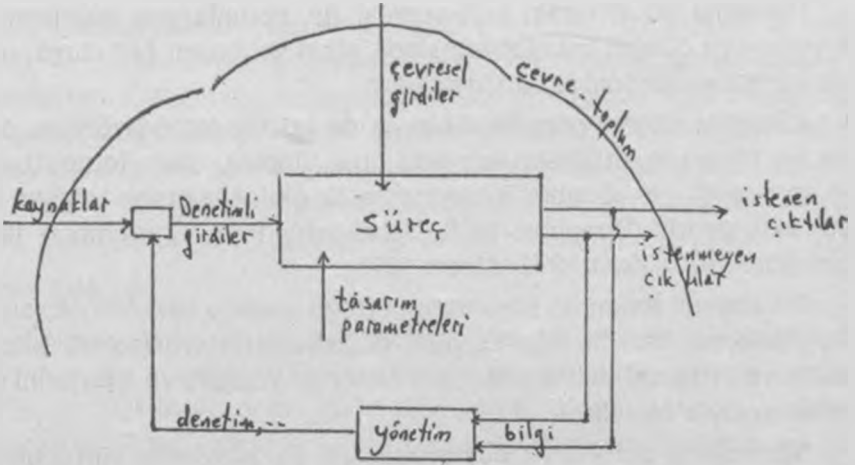 çevresel
girdiler
çevre-toplum
kaynaklar
Denetimli
girdiler
süreç
istenen
çıktılar
istenmeyen
çıktılar
tasarım
parametreleri
denetim...
yönetim
bilgi